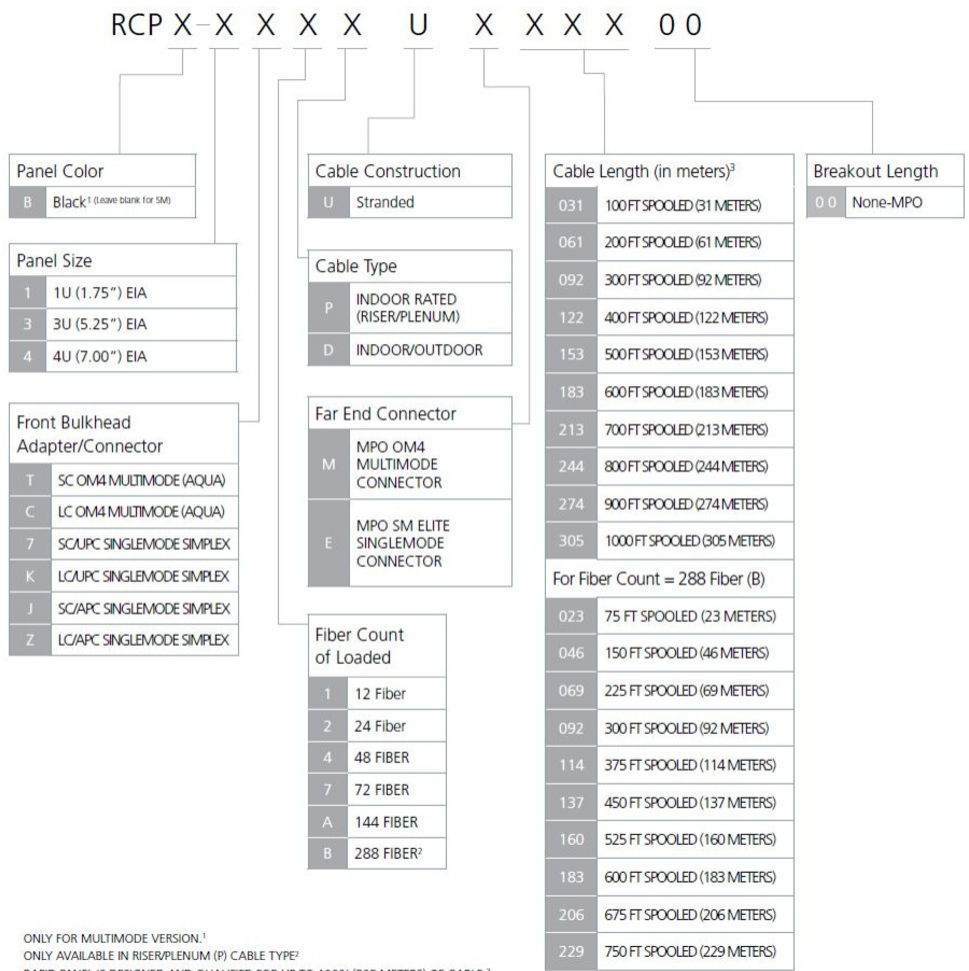 RCP X-X X X X U X X X X 0 0
Panel Color
B Black¹ (Leave blank for SM)
Panel Size
1 1U (1.75”) EIA
3 3U (5.25”) EIA
4 4U (7.00”) EIA
Front Bulkhead
Adapter/Connector
T SC OM4 MULTIMODE (AQUA)
C LC OM4 MULTIMODE (AQUA)
7 SC/UPC SINGLEMODE SIMPLEX
K LC/UPC SINGLEMODE SIMPLEX
J SC/APC SINGLEMODE SIMPLEX
Z LC/APC SINGLEMODE SIMPLEX
Cable Construction
U Stranded
Cable Type
P INDOOR RATED
(RISER/PLENUM)
D INDOOR/OUTDOOR
Far End Connector
M MPO OM4
MULTIMODE
CONNECTOR
E MPO SM ELITE
SINGLEMODE
CONNECTOR
Fiber Count
of Loaded
1 12 Fiber
2 24 Fiber
4 48 FIBER
7 72 FIBER
A 144 FIBER
B 288 FIBER²
Cable Length (in meters)³
031 100 FT SPOOLED (31 METERS)
061 200 FT SPOOLED (61 METERS)
092 300 FT SPOOLED (92 METERS)
122 400 FT SPOOLED (122 METERS)
153 500 FT SPOOLED (153 METERS)
183 600 FT SPOOLED (183 METERS)
213 700 FT SPOOLED (213 METERS)
244 800 FT SPOOLED (244 METERS)
274 900 FT SPOOLED (274 METERS)
305 1000 FT SPOOLED (305 METERS)
For Fiber Count = 288 Fiber (B)
023 75 FT SPOOLED (23 METERS)
046 150 FT SPOOLED (46 METERS)
069 225 FT SPOOLED (69 METERS)
092 300 FT SPOOLED (92 METERS)
114 375 FT SPOOLED (114 METERS)
137 450 FT SPOOLED (137 METERS)
160 525 FT SPOOLED (160 METERS)
183 600 FT SPOOLED (183 METERS)
206 675 FT SPOOLED (206 METERS)
229 750 FT SPOOLED (229 METERS)
Breakout Length
0 0 None-MPO
ONLY FOR MULTIMODE VERSION.¹
ONLY AVAILABLE IN RISER/PLENUM (P) CABLE TYPE²